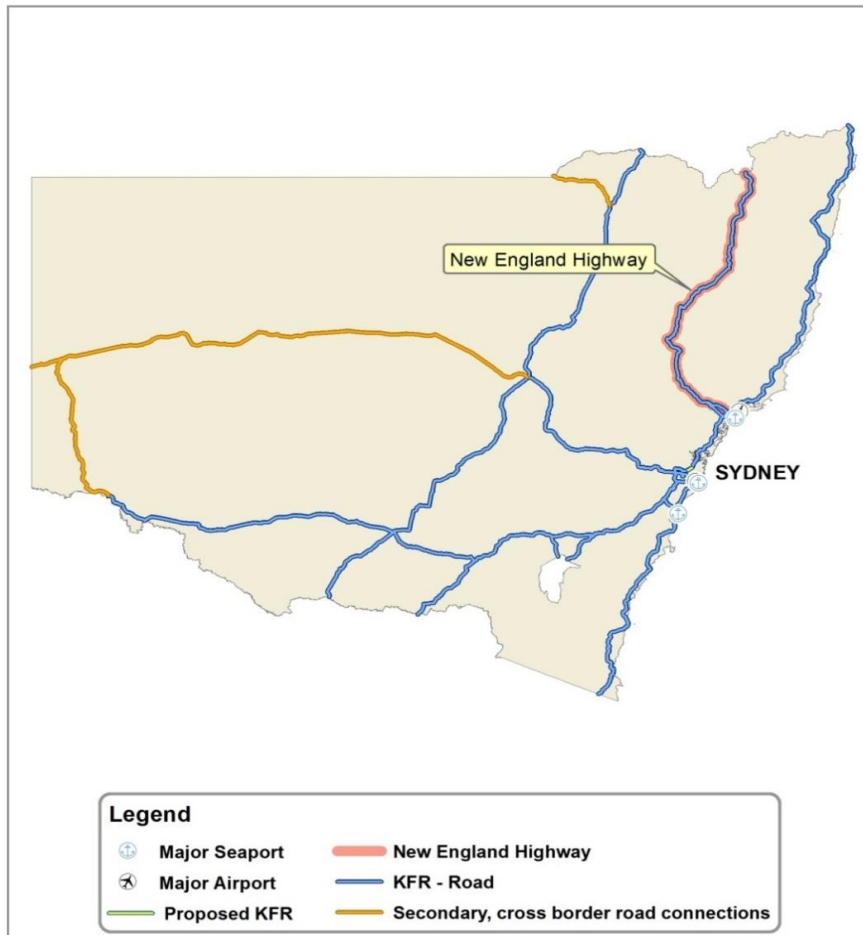 New England Highway
SYDNEY
Legend
Major Seaport
New England Highway
Major Airport
KFR - Road
Proposed KFR
Secondary, cross border road connections